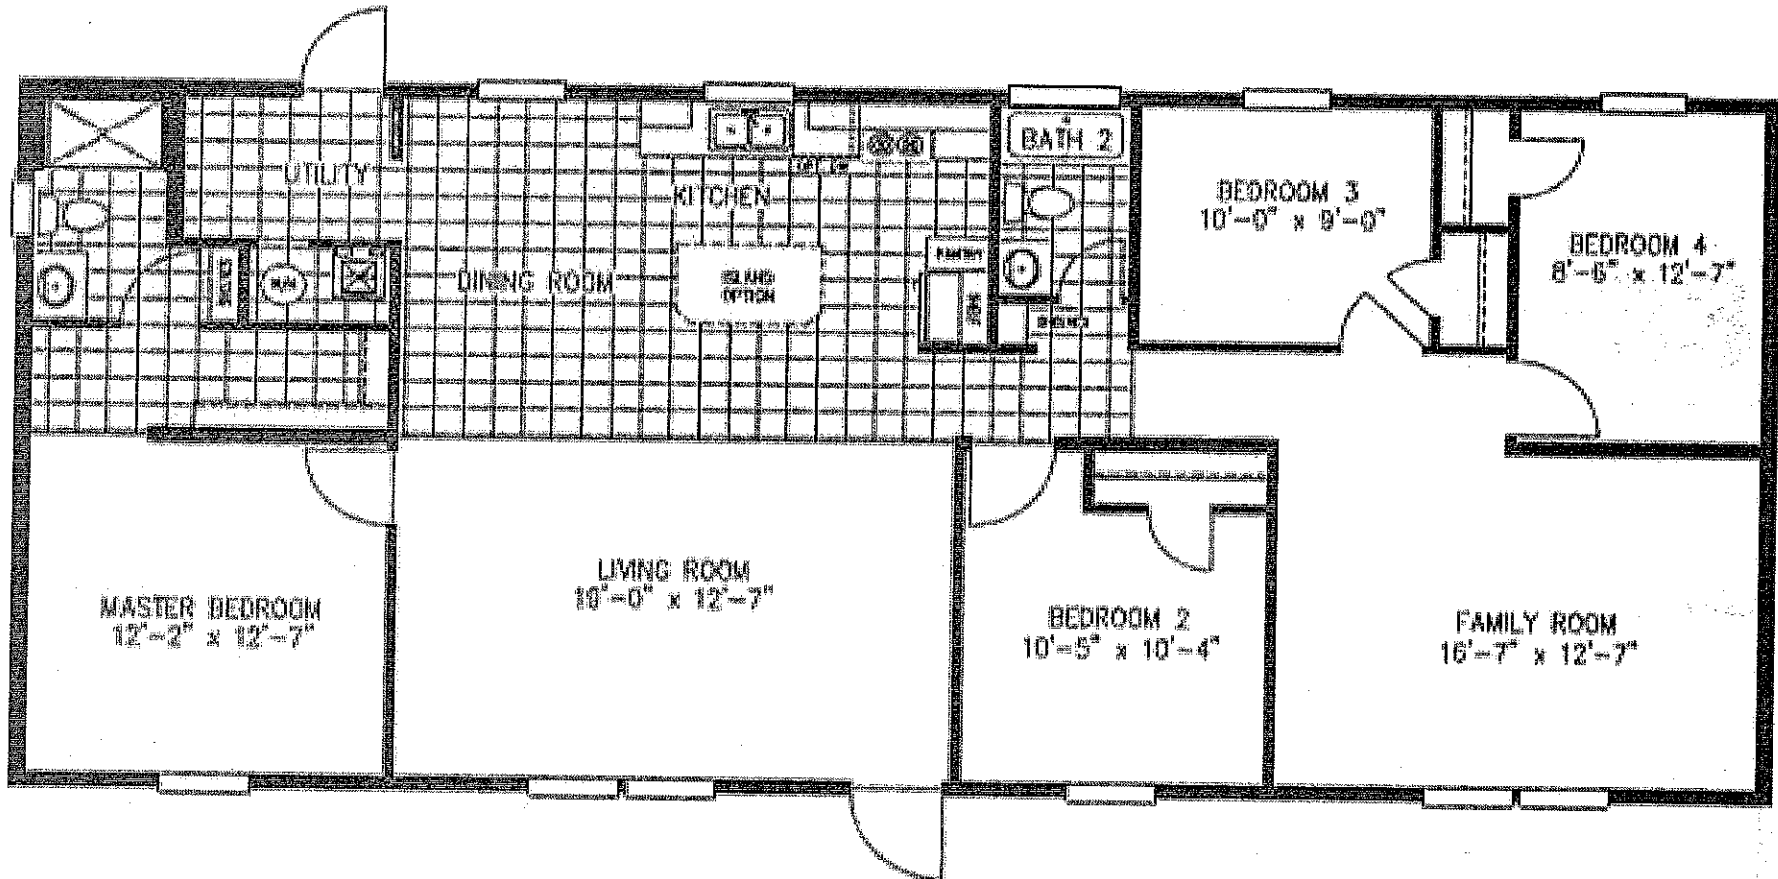 UTILITY
KITCHEN
BATH 2
BEDROOM 3
10'-0" x 9'-0"
BEDROOM 4
8'-6" x 12'-7"
DINING ROOM
ISLAND
OPTION
PANTRY
W/H
MASTER BEDROOM
12'-2" x 12'-7"
LIVING ROOM
19'-0" x 12'-7"
BEDROOM 2
10'-5" x 10'-4"
FAMILY ROOM
16'-7" x 12'-7"